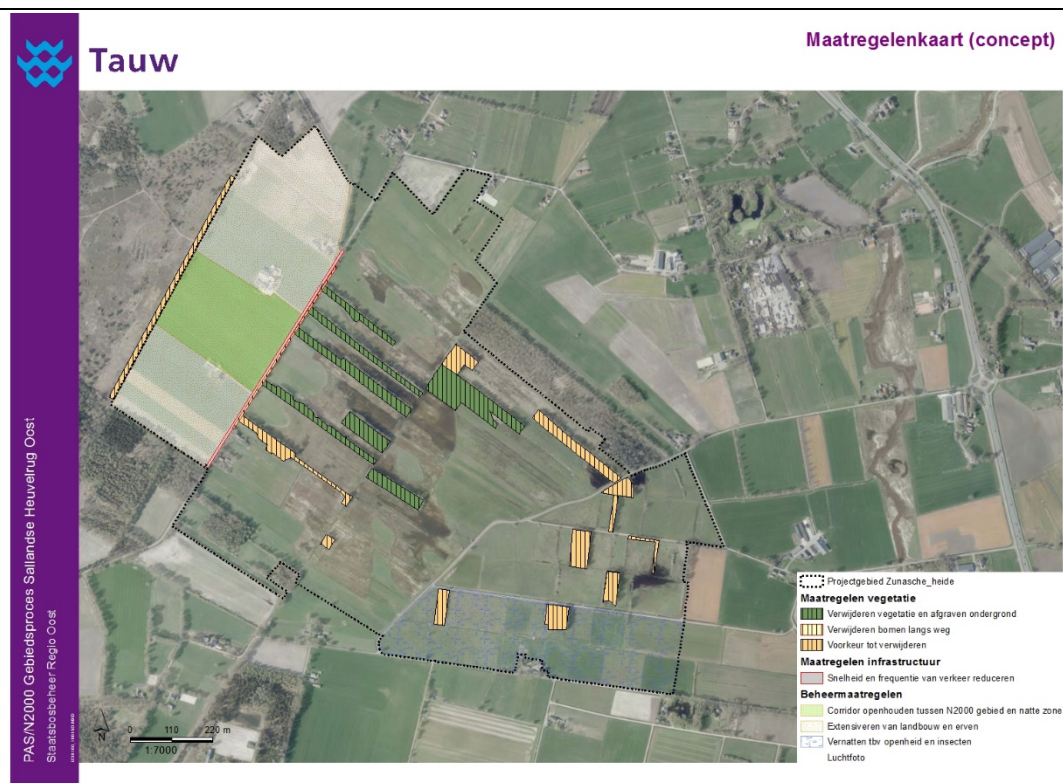 Maatregelenkaart (concept)
Tauw
PAS/N2000 Gebiedsproces Sallandse Heuvelrug Oost
Staatsbosbeheer Regio Oost
Projectgebied Zunasche_heide
Maatregelen vegetatie
Verwijderen vegetatie en afgraven ondergrond
Verwijderen bomen langs weg
Voorkeur tot verwijderen
Maatregelen infrastructuur
Snelheid en frequentie van verkeer reduceren
Beheermaatregelen
Corridor openhouden tussen N2000 gebied en natte zone
Extensiveren van landbouw en erven
Vernatten tbv openheid en insecten
Luchtfoto
0 110 220 m
1:7000